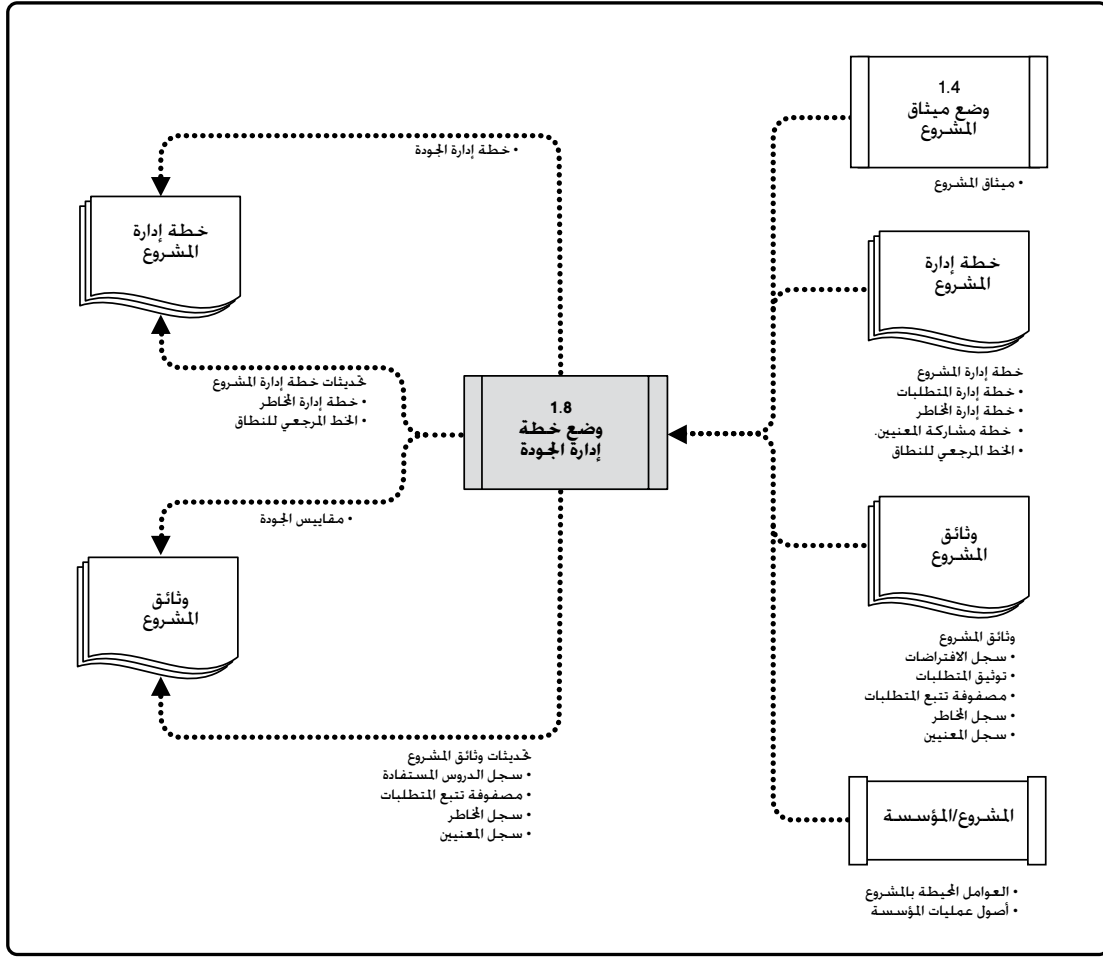 1.4
وضع ميثاق
المشروع
• ميثاق المشروع
خطة إدارة
المشروع
خطة إدارة المشروع
• خطة إدارة المتطلبات
• خطة إدارة المخاطر
• خطة مشاركة المعنيين.
• الخط المرجعي للنطاق
وثائق
المشروع
وثائق المشروع
• سجل الافتراضات
• توثيق المتطلبات
• مصفوفة تتبع المتطلبات
• سجل المخاطر
• سجل المعنيين
المشروع/المؤسسة
• العوامل المحيطة بالمشروع
• أصول عمليات المؤسسة
1.8
وضع خطة
إدارة الجودة
• خطة إدارة الجودة
خطة إدارة
المشروع
تحديثات خطة إدارة المشروع
• خطة إدارة المخاطر
• الخط المرجعي للنطاق
• مقاييس الجودة
وثائق
المشروع
تحديثات وثائق المشروع
• سجل الدروس المستفادة
• مصفوفة تتبع المتطلبات
• سجل المخاطر
• سجل المعنيين